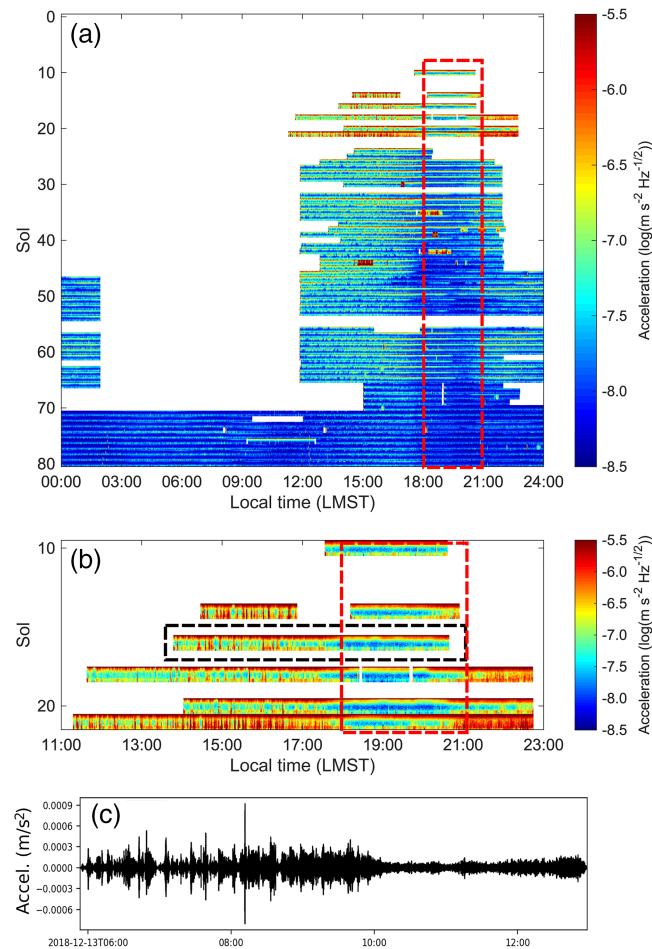 (a)
0
10
20
30
40
50
60
70
80
Sol
00:00 03:00 06:00 09:00 12:00 15:00 18:00 21:00 24:00
Local time (LMST)
-5.5
-6.0
-6.5
-7.0
-7.5
-8.0
-8.5
Acceleration (log(m s⁻² Hz⁻¹/²))
(b)
10
20
Sol
11:00 13:00 15:00 17:00 19:00 21:00 23:00
Local time (LMST)
-5.5
-6.0
-6.5
-7.0
-7.5
-8.0
-8.5
Acceleration (log(m s⁻² Hz⁻¹/²))
(c)
0.0009
0.0006
0.0003
0.0000
−0.0003
−0.0006
Accel. (m/s²)
2018-12-13T06:00 08:00 10:00 12:00